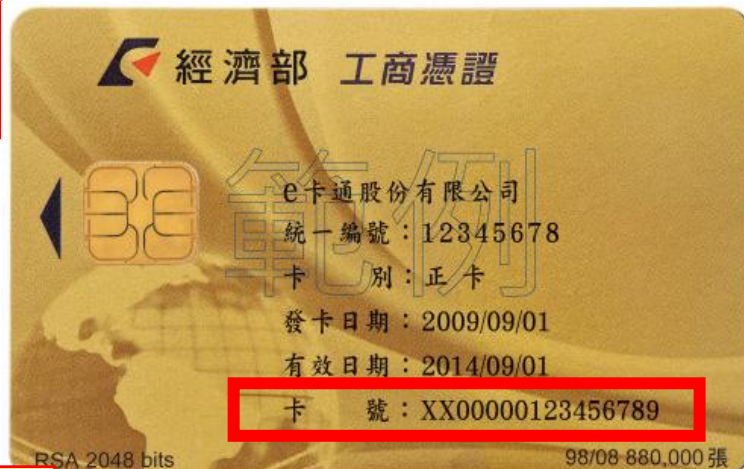 經濟部 工商憑證
範例
e卡通股份有限公司
統一編號：12345678
卡　　別：正卡
發卡日期：2009/09/01
有效日期：2014/09/01
卡　　號：XX00000123456789
RSA 2048 bits
98/08 880,000張